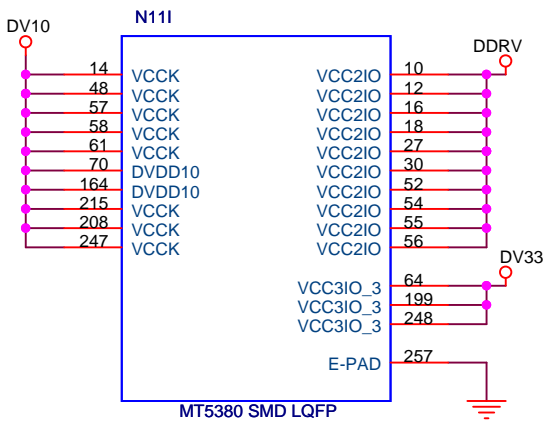 N11I
DV10
DDRV
14 VCCK VCC2IO 10
48 VCCK VCC2IO 12
57 VCCK VCC2IO 16
58 VCCK VCC2IO 18
61 VCCK VCC2IO 27
70 DVDD10 VCC2IO 30
164 DVDD10 VCC2IO 52
215 VCCK VCC2IO 54
208 VCCK VCC2IO 55
247 VCCK VCC2IO 56
DV33
VCC3IO_3 64
VCC3IO_3 199
VCC3IO_3 248
E-PAD 257
MT5380 SMD LQFP